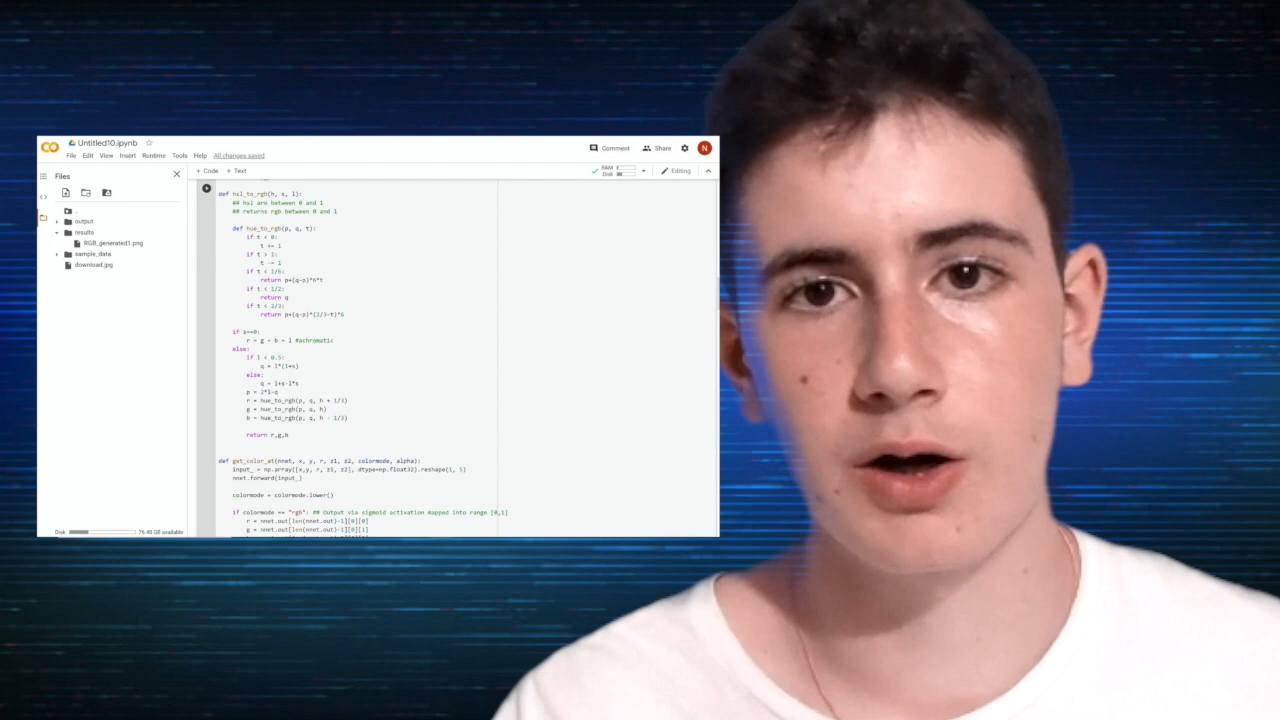 Untitled10.ipynb
File Edit View Insert Runtime Tools Help All changes saved
Comment Share N
Files
+ Code + Text
RAM
Disk
Editing
..
output
results
RGB_generated1.png
sample_data
download.jpg
def hsl_to_rgb(h, s, l):
## hsl are between 0 and 1
## returns rgb between 0 and 1
def hue_to_rgb(p, q, t):
if t < 0:
t += 1
if t > 1:
t -= 1
if t < 1/6:
return p+(q-p)*6*t
if t < 1/2:
return q
if t < 2/3:
return p+(q-p)*(2/3-t)*6
if s==0:
r = g = b = l #achromatic
else:
if l < 0.5:
q = l*(1+s)
else:
q = l+s-l*s
p = 2*l-q
r = hue_to_rgb(p, q, h + 1/3)
g = hue_to_rgb(p, q, h)
b = hue_to_rgb(p, q, h - 1/3)
return r,g,b
def get_color_at(nnet, x, y, r, z1, z2, colormode, alpha):
input_ = np.array([x,y, r, z1, z2], dtype=np.float32).reshape(1, 5)
nnet.forward(input_)
colormode = colormode.lower()
if colormode == "rgb": ## Output via sigmoid activation mapped into range [0,1]
r = nnet.out[len(nnet.out)-1][0][0]
g = nnet.out[len(nnet.out)-1][0][1]
Disk 76.40 GB available